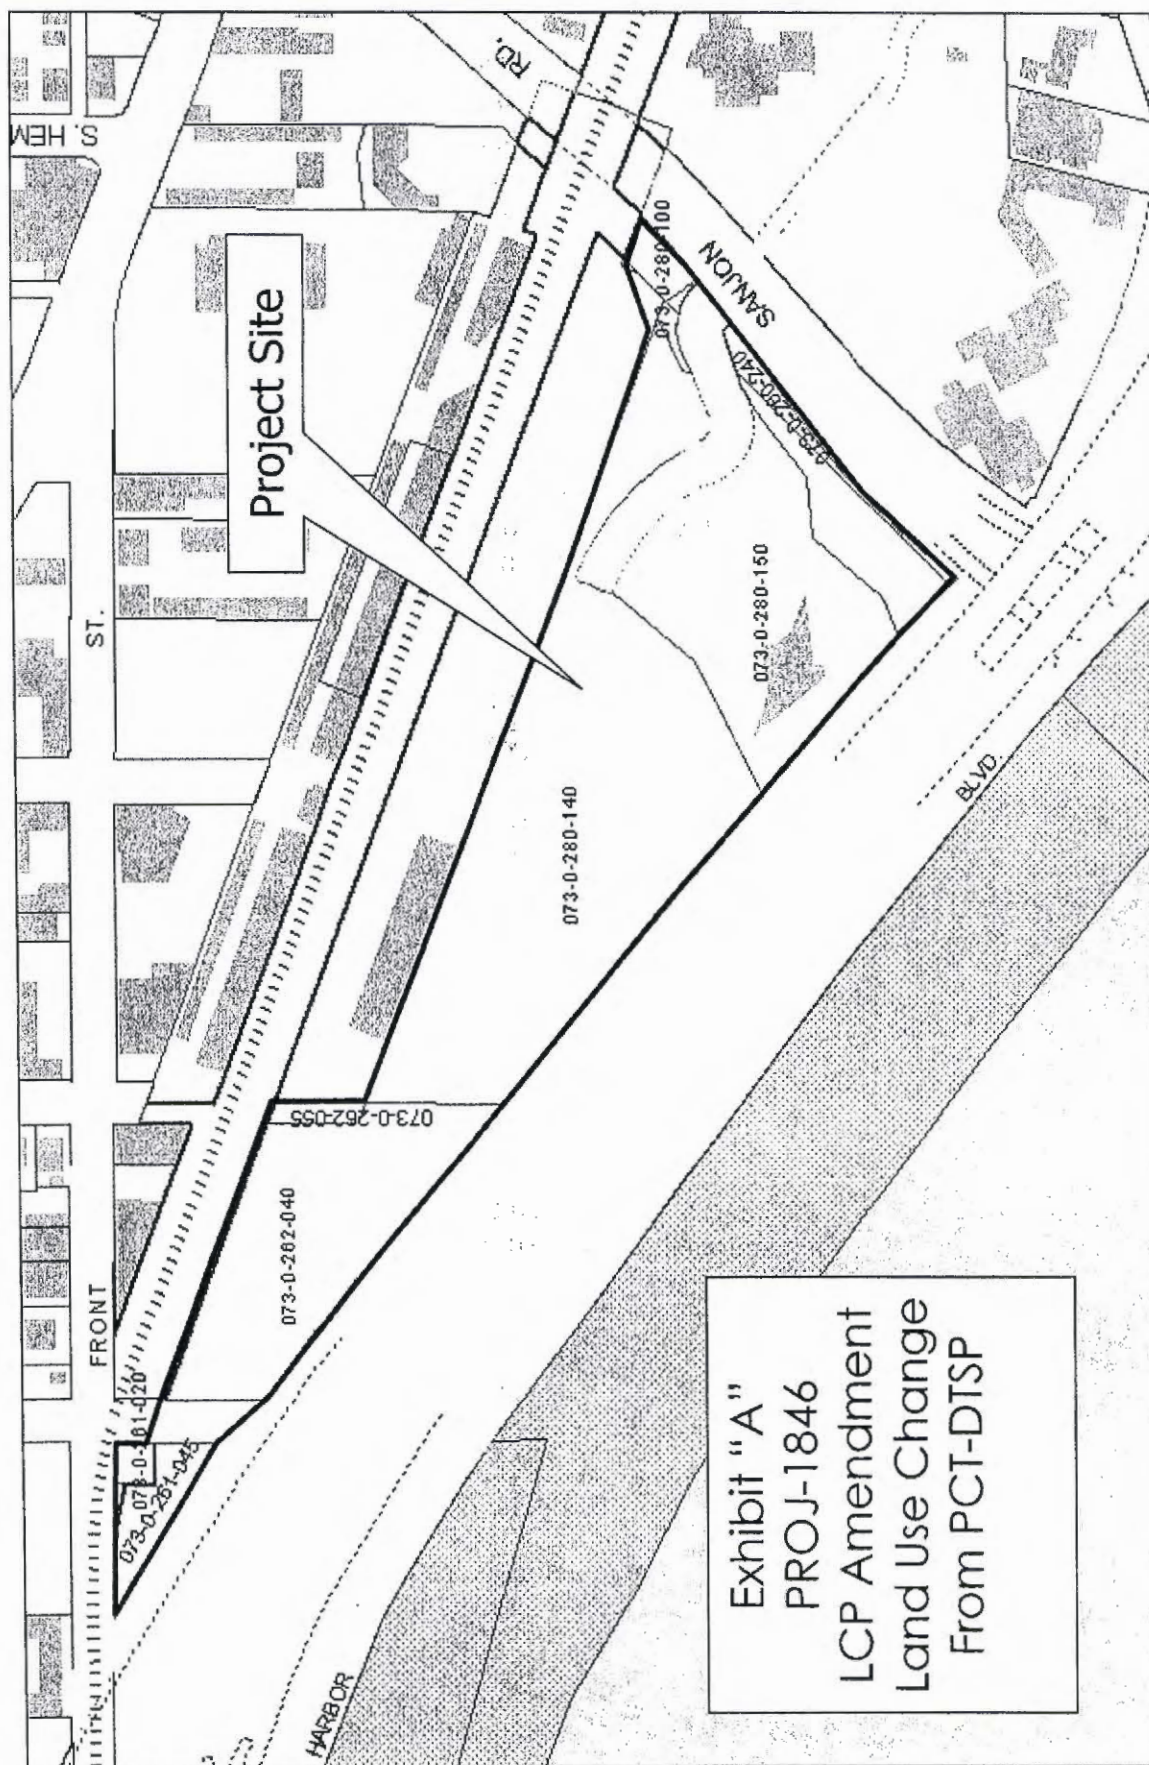 S. HEM
RD.
FRONT
ST.
Project Site
073-0-261-020
073-0-261-045
073-0-262-040
073-0-262-055
073-0-280-140
073-0-280-150
073-0-280-100
SANJON
HARBOR
BLVD.
Exhibit "A"
PROJ-1846
LCP Amendment
Land Use Change
From PCT-DTSP